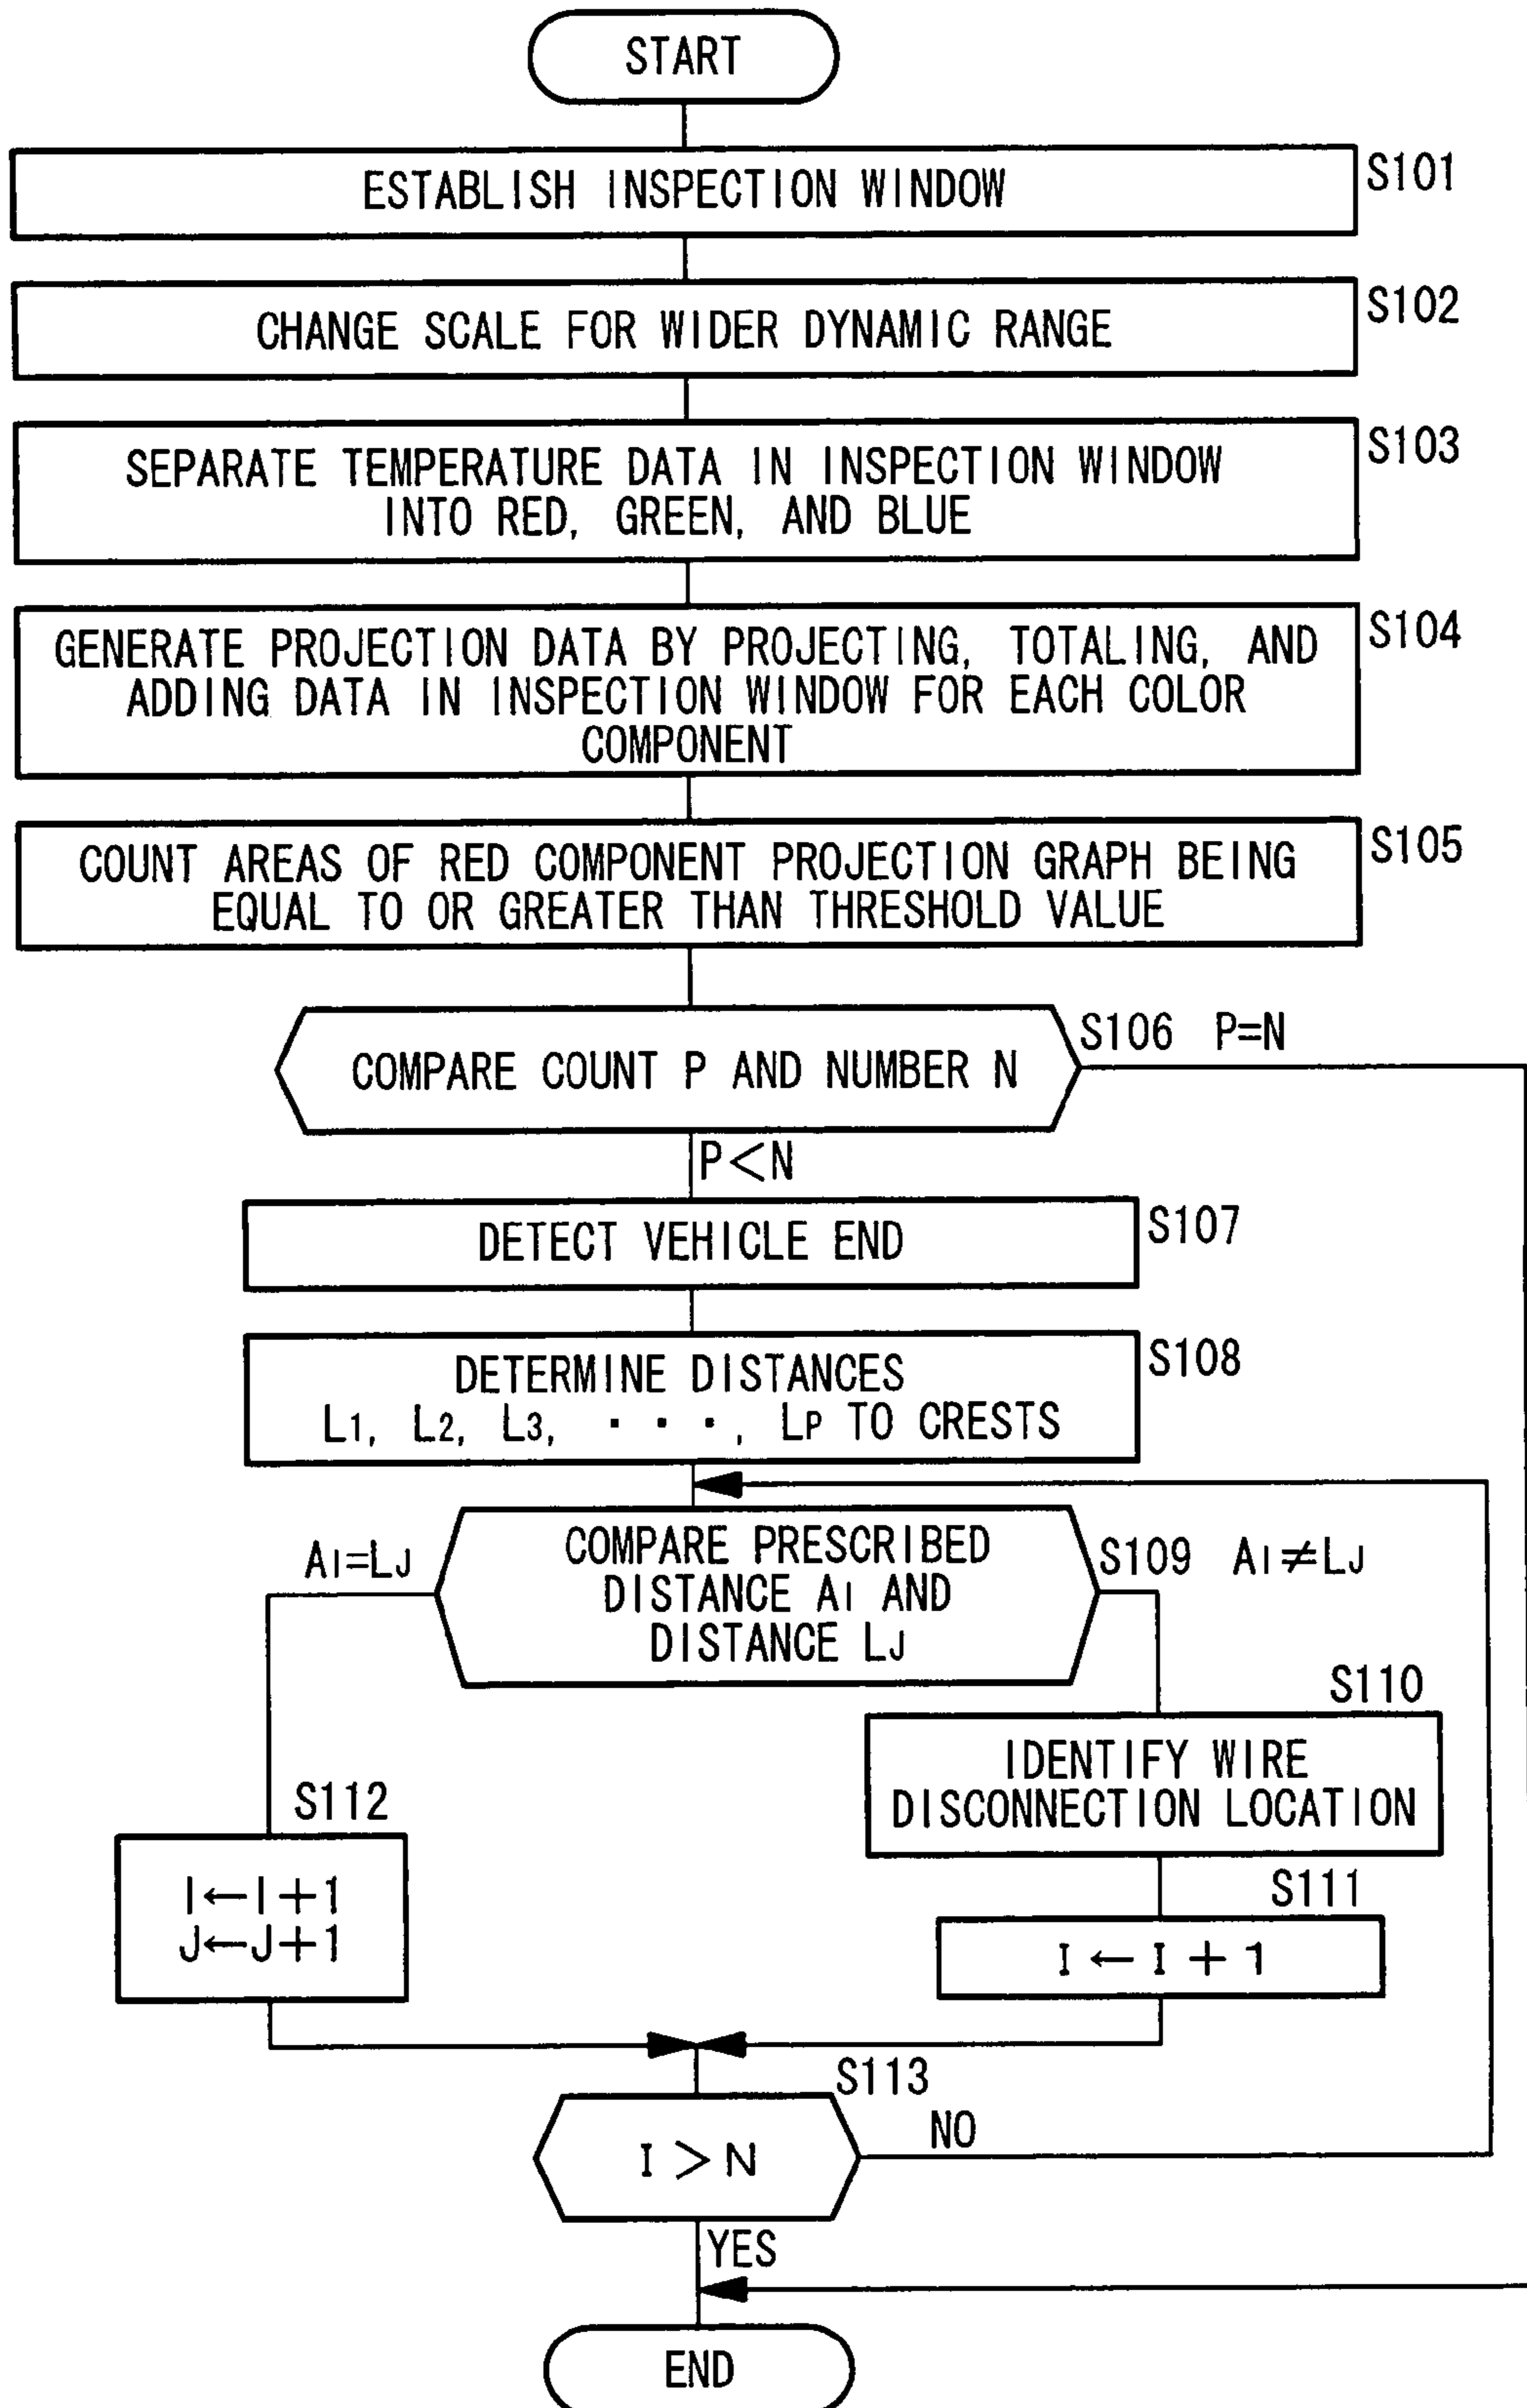 START
S101
ESTABLISH INSPECTION WINDOW
S102
CHANGE SCALE FOR WIDER DYNAMIC RANGE
S103
SEPARATE TEMPERATURE DATA IN INSPECTION WINDOW
INTO RED, GREEN, AND BLUE
S104
GENERATE PROJECTION DATA BY PROJECTING, TOTALING, AND
ADDING DATA IN INSPECTION WINDOW FOR EACH COLOR
COMPONENT
S105
COUNT AREAS OF RED COMPONENT PROJECTION GRAPH BEING
EQUAL TO OR GREATER THAN THRESHOLD VALUE
S106 P=N
COMPARE COUNT P AND NUMBER N
P<N
S107
DETECT VEHICLE END
S108
DETERMINE DISTANCES
L1, L2, L3, ・・・, LP TO CRESTS
AI=LJ
COMPARE PRESCRIBED
DISTANCE AI AND
DISTANCE LJ
S109 AI≠LJ
S110
IDENTIFY WIRE
DISCONNECTION LOCATION
S112
I←I+1
J←J+1
S111
I←I+1
S113
I>N
NO
YES
END